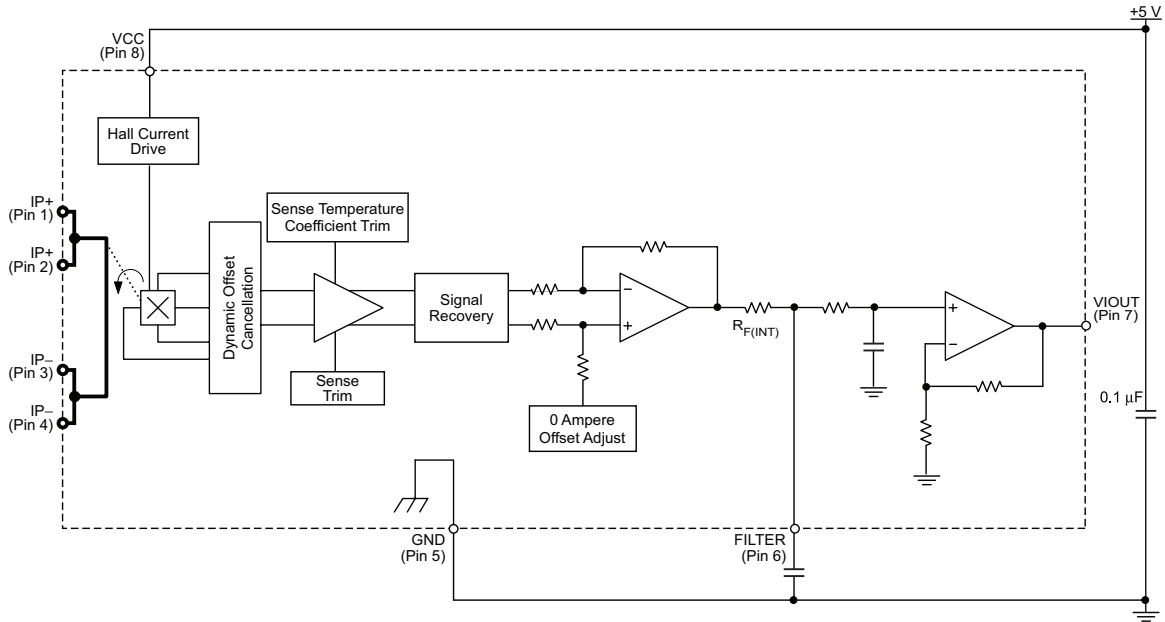 +5 V
VCC
(Pin 8)
Hall Current
Drive
IP+
(Pin 1)
IP+
(Pin 2)
IP–
(Pin 3)
IP–
(Pin 4)
Dynamic Offset
Cancellation
Sense Temperature
Coefficient Trim
Sense
Trim
Signal
Recovery
0 Ampere
Offset Adjust
–
+
RF(INT)
+
–
VIOUT
(Pin 7)
0.1 μF
GND
(Pin 5)
FILTER
(Pin 6)